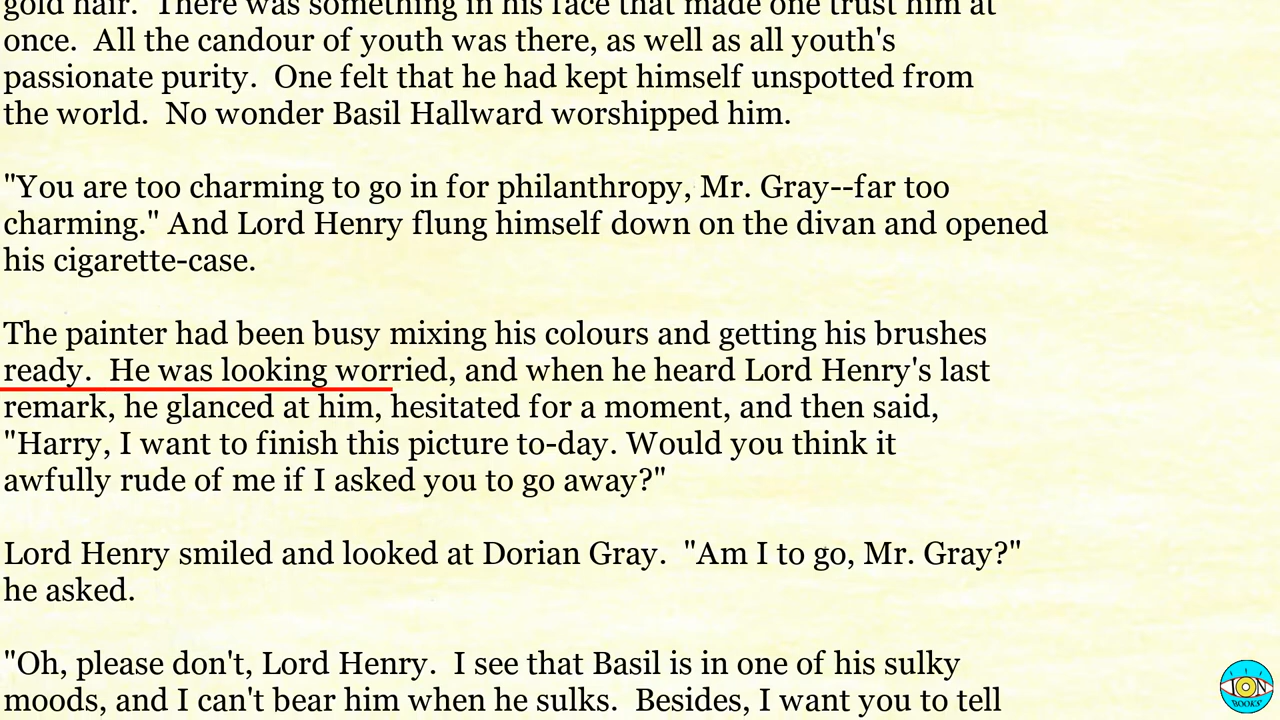 gold hair.  There was something in his face that made one trust him at
once.  All the candour of youth was there, as well as all youth's
passionate purity.  One felt that he had kept himself unspotted from
the world.  No wonder Basil Hallward worshipped him.
"You are too charming to go in for philanthropy, Mr. Gray--far too
charming." And Lord Henry flung himself down on the divan and opened
his cigarette-case.
The painter had been busy mixing his colours and getting his brushes
ready.  He was looking worried, and when he heard Lord Henry's last
remark, he glanced at him, hesitated for a moment, and then said,
"Harry, I want to finish this picture to-day. Would you think it
awfully rude of me if I asked you to go away?"
Lord Henry smiled and looked at Dorian Gray.  "Am I to go, Mr. Gray?"
he asked.
"Oh, please don't, Lord Henry.  I see that Basil is in one of his sulky
moods, and I can't bear him when he sulks.  Besides, I want you to tell
I
ION
BOOKS